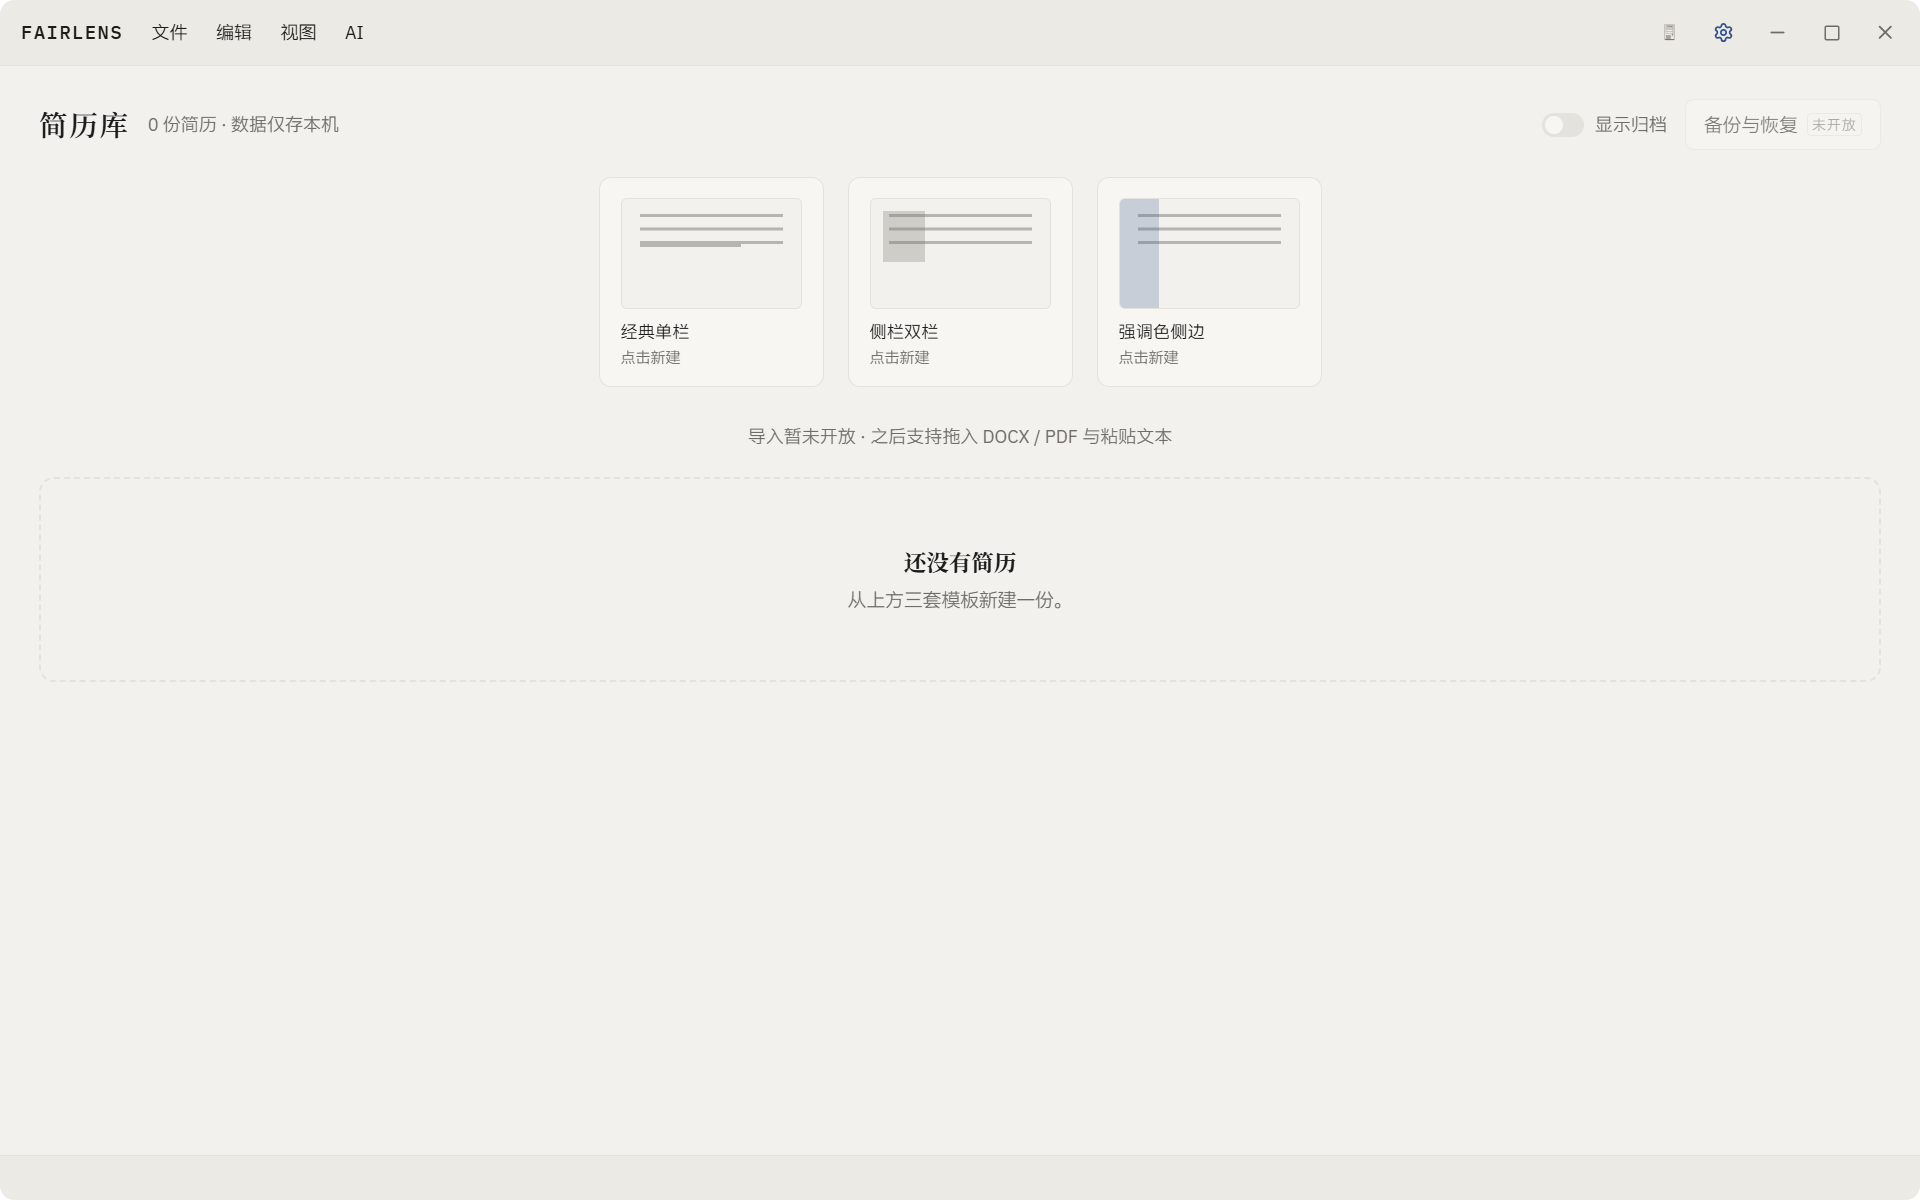 FAIRLENS 文件 编辑 视图 AI
简历库 0 份简历 · 数据仅存本机 显示归档 备份与恢复 未开放
经典单栏 侧栏双栏 强调色侧边
点击新建 点击新建 点击新建
导入暂未开放 · 之后支持拖入 DOCX / PDF 与粘贴文本
还没有简历
从上方三套模板新建一份。